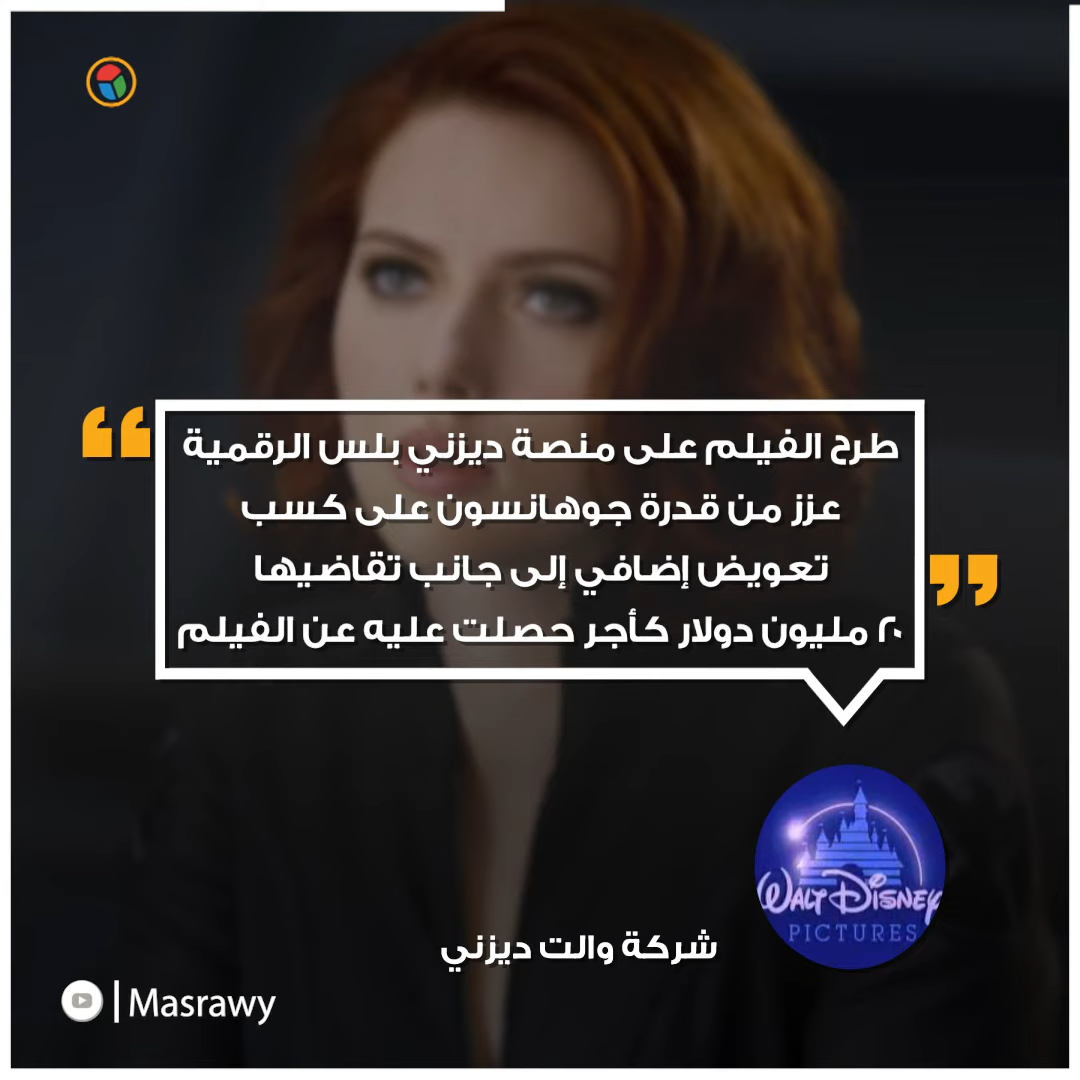 طرح الفيلم على منصة ديزني بلس الرقمية
عزز من قدرة جوهانسون على كسب
تعويض إضافي إلى جانب تقاضيها
٢٠ مليون دولار كأجر حصلت عليه عن الفيلم
WALT DISNEY
PICTURES
شركة والت ديزني
Masrawy